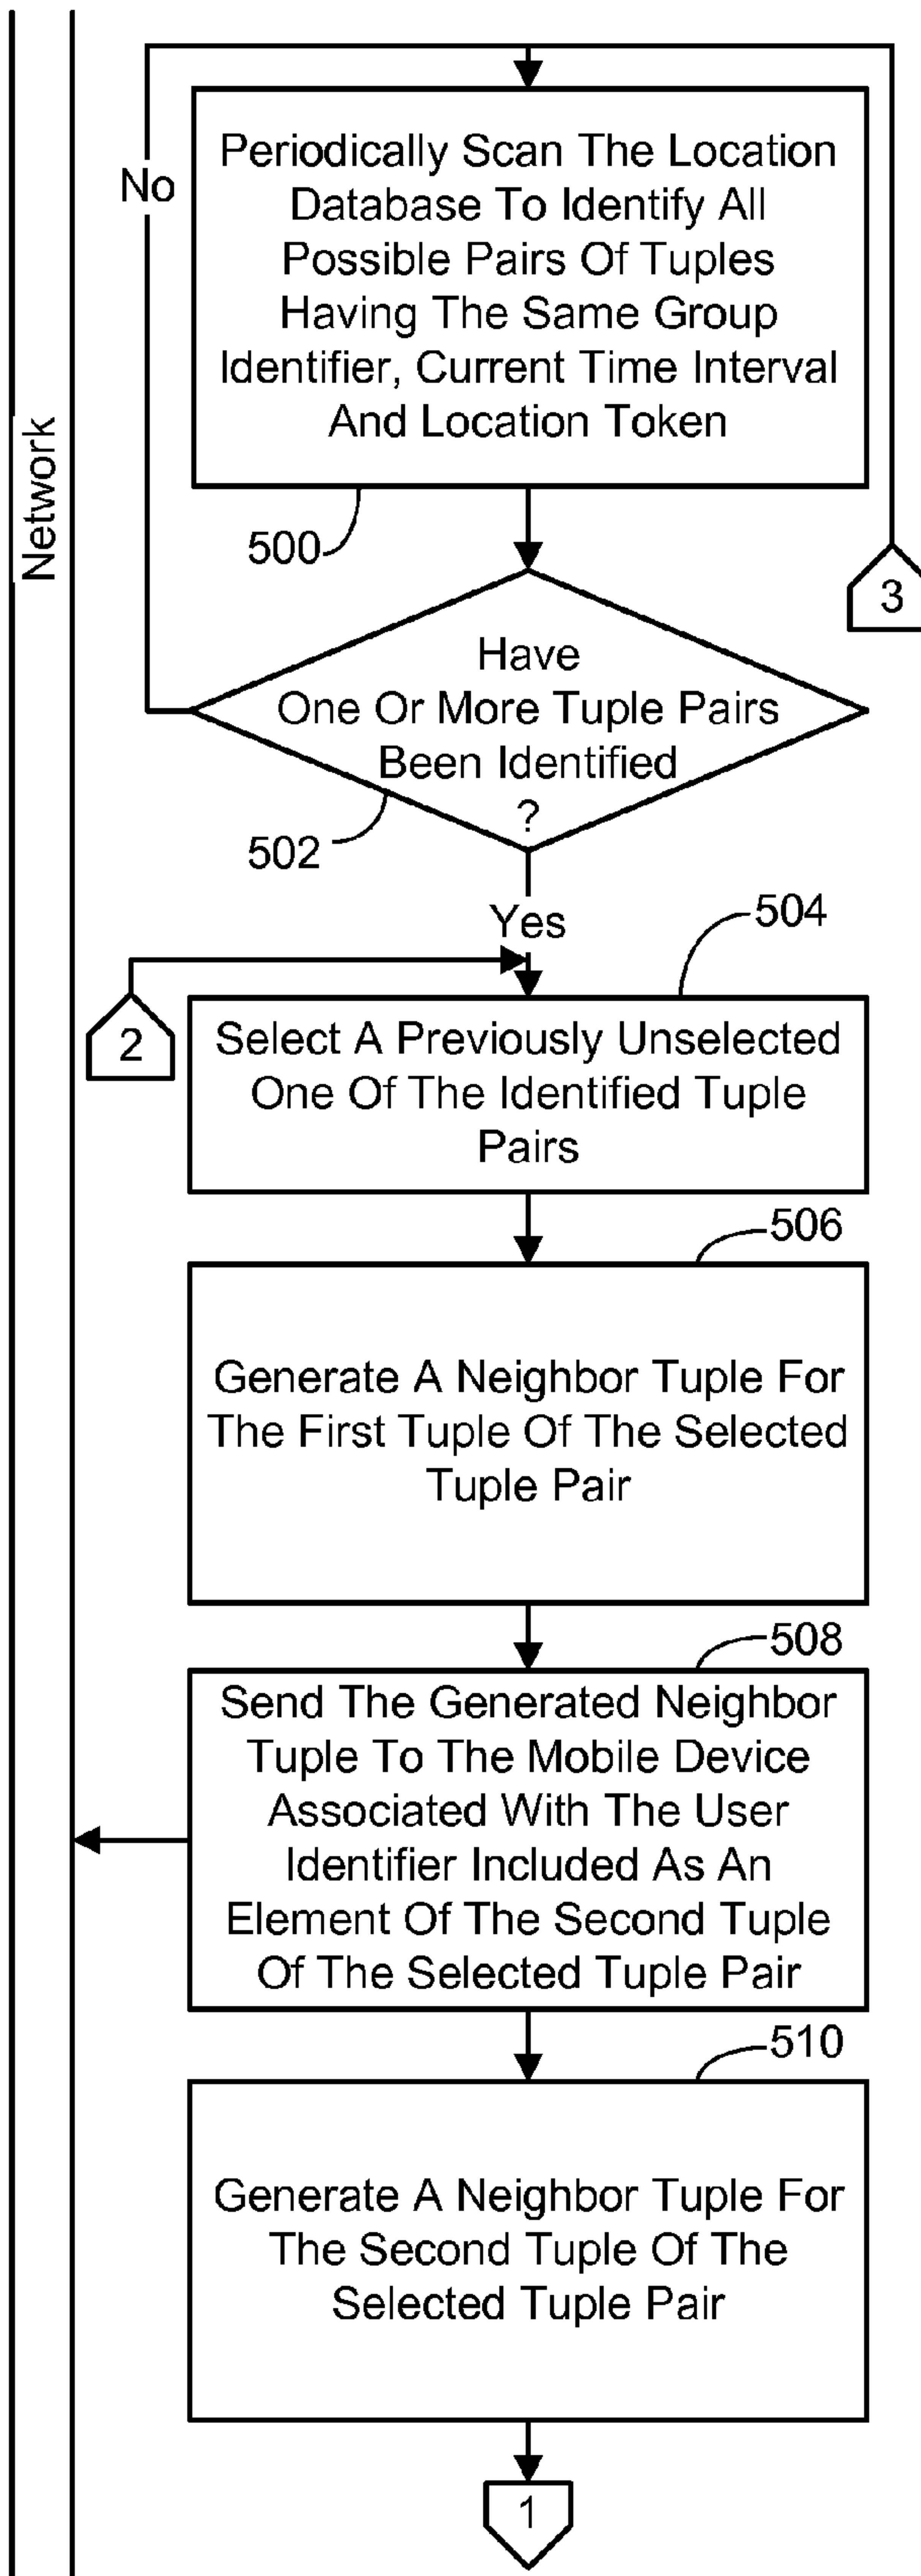 Network
No
Periodically Scan The Location
Database To Identify All
Possible Pairs Of Tuples
Having The Same Group
Identifier, Current Time Interval
And Location Token
500
3
Have
One Or More Tuple Pairs
Been Identified
?
502
Yes
504
2
Select A Previously Unselected
One Of The Identified Tuple
Pairs
506
Generate A Neighbor Tuple For
The First Tuple Of The Selected
Tuple Pair
508
Send The Generated Neighbor
Tuple To The Mobile Device
Associated With The User
Identifier Included As An
Element Of The Second Tuple
Of The Selected Tuple Pair
510
Generate A Neighbor Tuple For
The Second Tuple Of The
Selected Tuple Pair
1